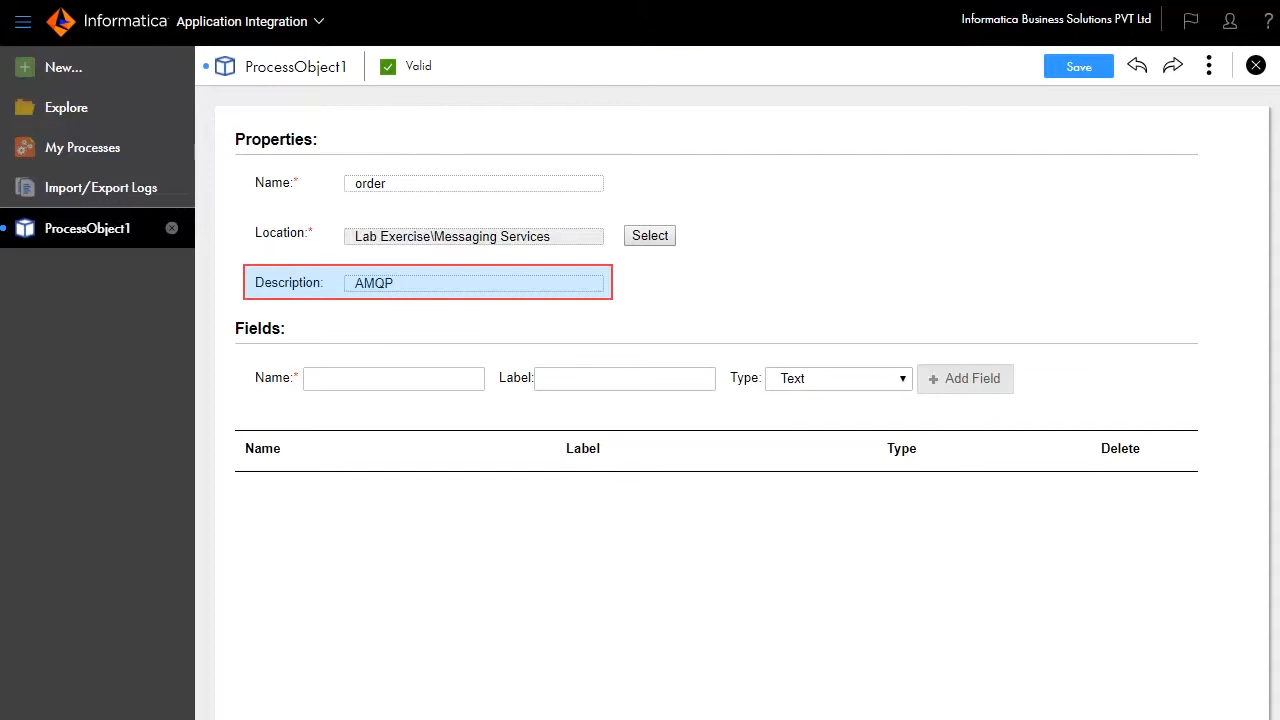 Informatica Application Integration
Informatica Business Solutions PVT Ltd
?
New...
Explore
My Processes
Import/Export Logs
ProcessObject1
ProcessObject1
Valid
Save
Properties:
Name:* order
Location:* Lab Exercise\Messaging Services Select
Description: AMQP
Fields:
Name:* Label: Type: Text + Add Field
Name Label Type Delete